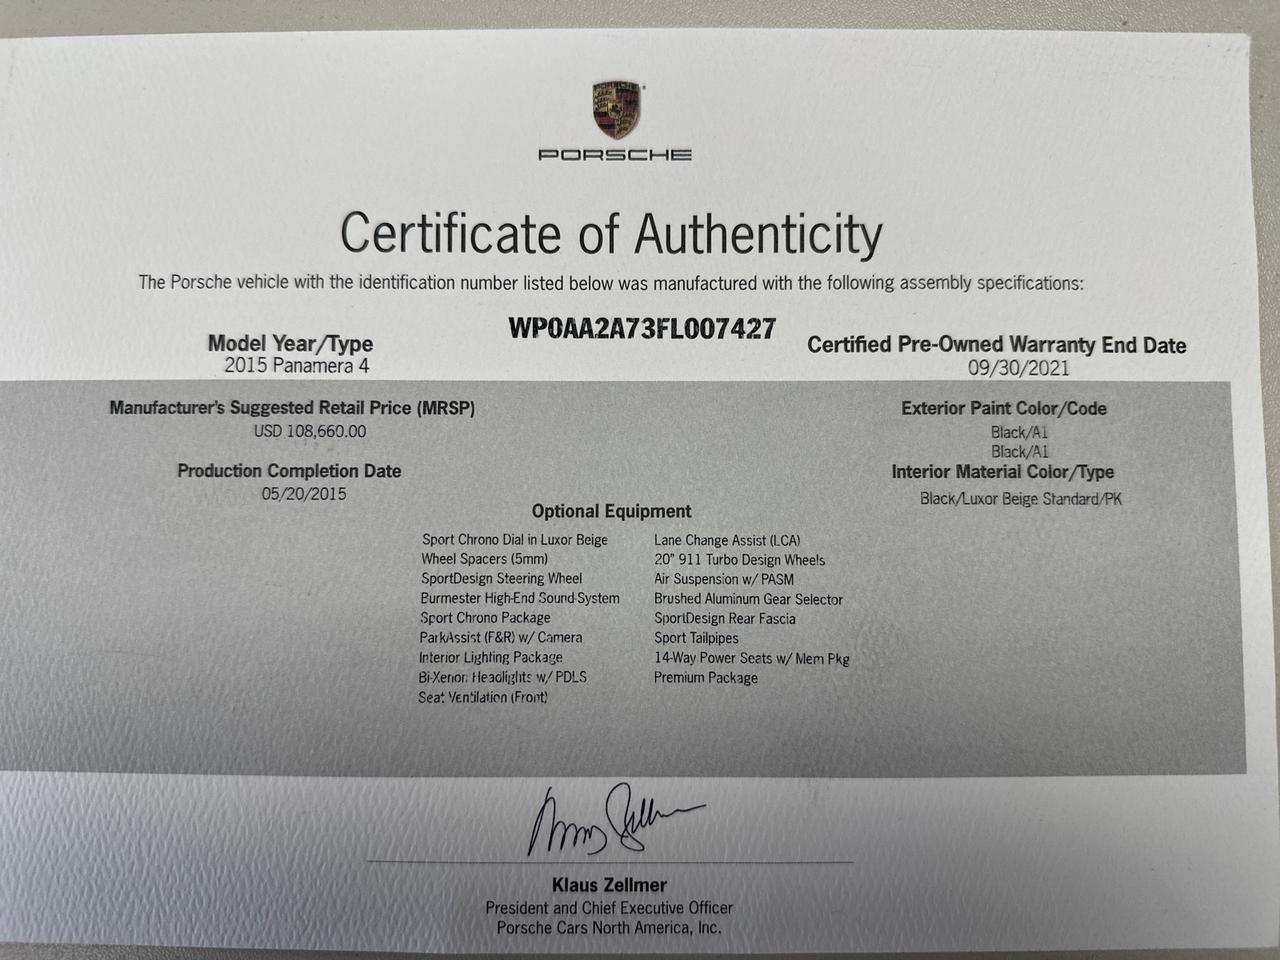 PORSCHE
Certificate of Authenticity
The Porsche vehicle with the identification number listed below was manufactured with the following assembly specifications:
WP0AA2A73FL007427
Model Year/Type
2015 Panamera 4
Certified Pre-Owned Warranty End Date
09/30/2021
Manufacturer's Suggested Retail Price (MRSP)
USD 108,660.00
Exterior Paint Color/Code
Black/A1
Black/A1
Production Completion Date
05/20/2015
Interior Material Color/Type
Black/Luxor Beige Standard/PK
Optional Equipment
Sport Chrono Dial in Luxor Beige
Wheel Spacers (5mm)
SportDesign Steering Wheel
Burmester High-End Sound-System
Sport Chrono Package
ParkAssist (F&R) w/ Camera
Interior Lighting Package
Bi-Xenon Headlights w/ PDLS
Seat Ventilation (Front)
Lane Change Assist (LCA)
20" 911 Turbo Design Wheels
Air Suspension w/ PASM
Brushed Aluminum Gear Selector
SportDesign Rear Fascia
Sport Tailpipes
14-Way Power Seats w/ Mem Pkg
Premium Package
Klaus Zellmer
President and Chief Executive Officer
Porsche Cars North America, Inc.